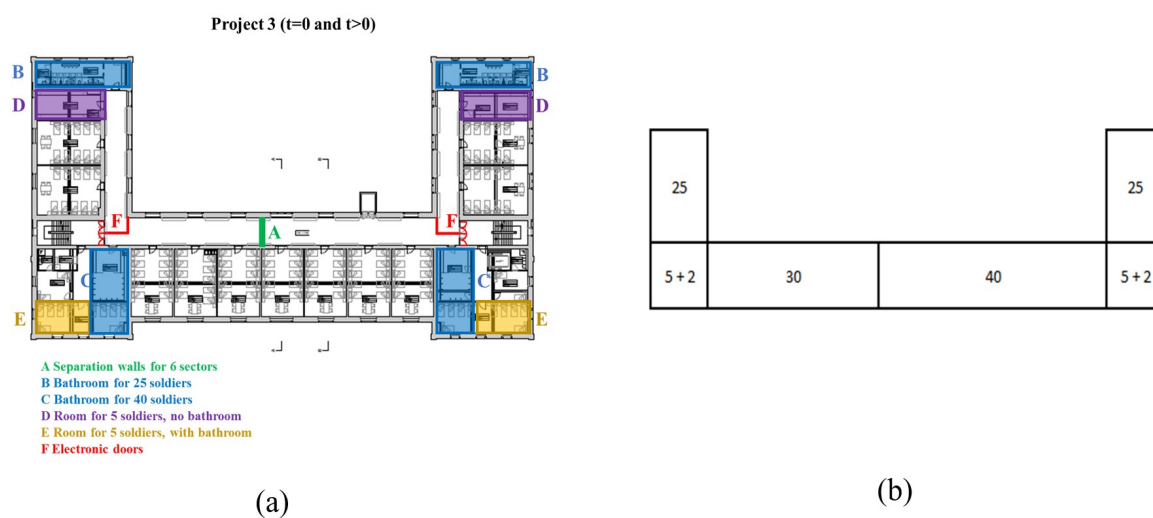 Project 3 (t=0 and t>0)
B
B
D
D
F
F
A
C
C
E
E
A Separation walls for 6 sectors
B Bathroom for 25 soldiers
C Bathroom for 40 soldiers
D Room for 5 soldiers, no bathroom
E Room for 5 soldiers, with bathroom
F Electronic doors
(a)
25
25
5 + 2
30
40
5 + 2
(b)